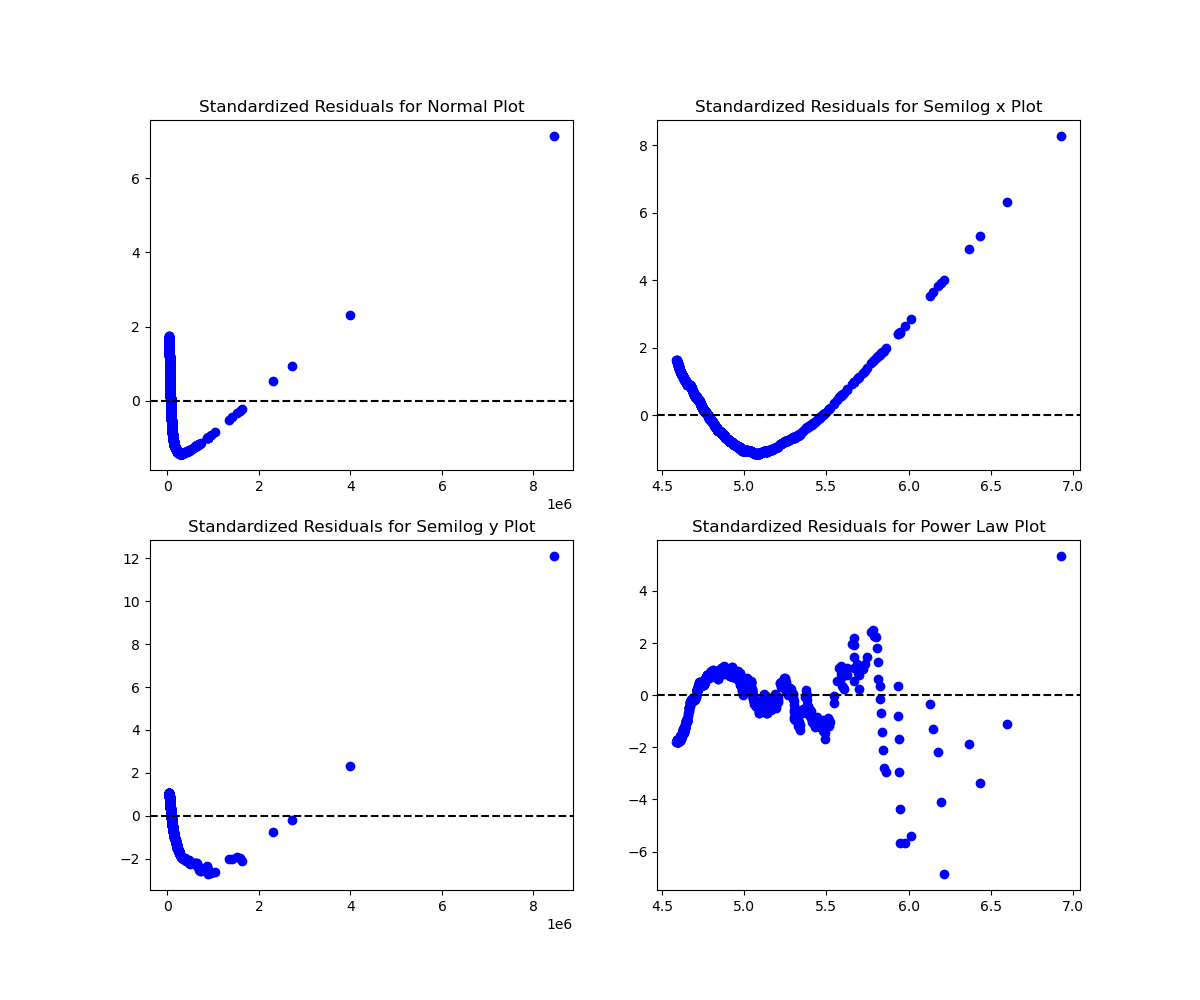 Standardized Residuals for Normal Plot
6
4
2
0
0 2 4 6 8
1e6
Standardized Residuals for Semilog x Plot
8
6
4
2
0
4.5 5.0 5.5 6.0 6.5 7.0
Standardized Residuals for Semilog y Plot
12
10
8
6
4
2
0
−2
0 2 4 6 8
1e6
Standardized Residuals for Power Law Plot
4
2
0
−2
−4
−6
4.5 5.0 5.5 6.0 6.5 7.0